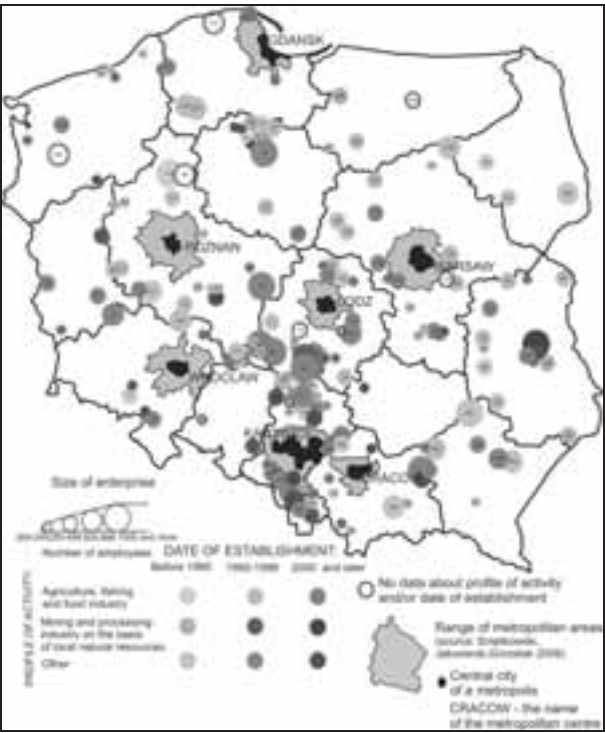 GDANSK
POZNAN
WARSAW
LODZ
WROCLAW
Size of enterprise
Number of employees
DATE OF ESTABLISHMENT:
Before 1990
1990-1999
2000 and later
PROFILE OF ACTIVITY:
Agriculture, fishing
and food industry
Mining and processing
industry on the basis
of local natural resources
Other
No data about profile of activity
and/or date of establishment
Range of metropolitan areas
(source:
Central city
of a metropolis
CRACOW - the name
of the metropolitan centre